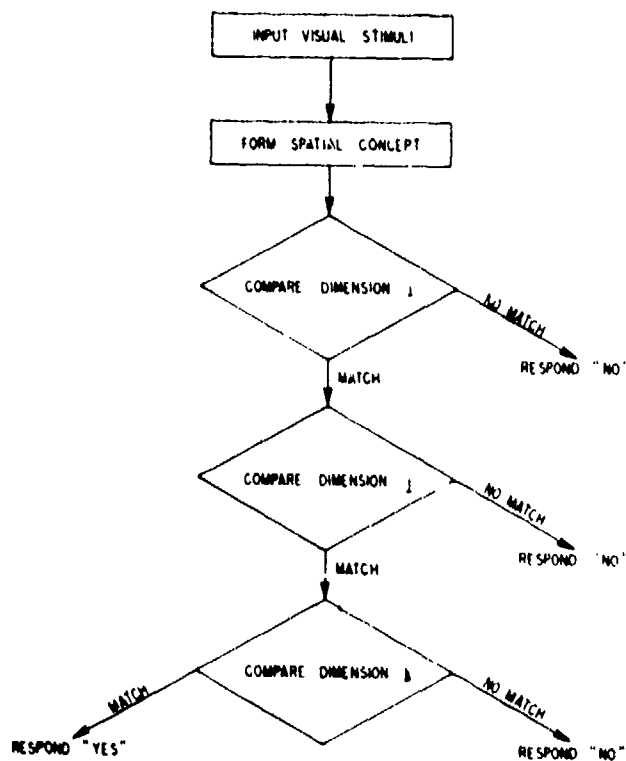 INPUT VISUAL STIMULI
FORM SPATIAL CONCEPT
COMPARE DIMENSION
NO MATCH
RESPOND "NO"
MATCH
COMPARE DIMENSION
NO MATCH
RESPOND "NO"
MATCH
COMPARE DIMENSION
MATCH
NO MATCH
RESPOND "YES"
RESPOND "NO"